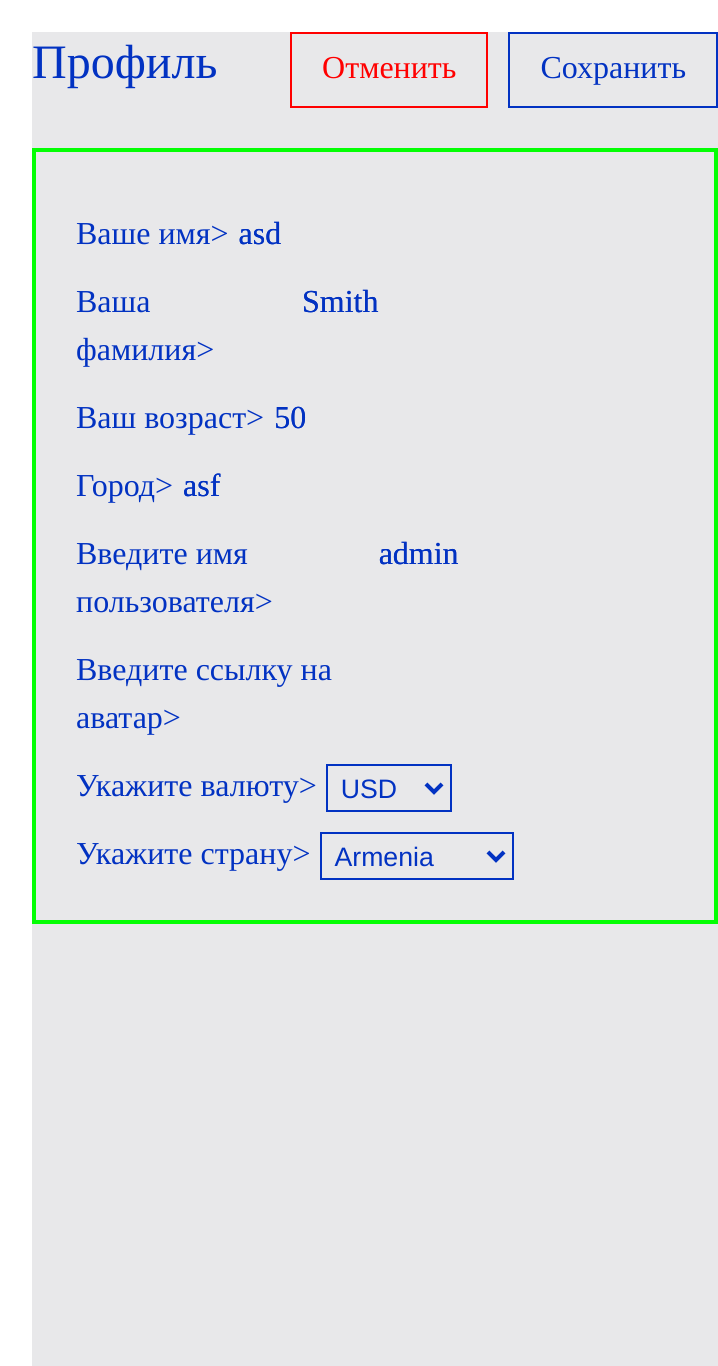 Профиль Отменить Сохранить
Ваше имя> asd
Ваша Smith
фамилия>
Ваш возраст> 50
Город> asf
Введите имя admin
пользователя>
Введите ссылку на
аватар>
Укажите валюту> USD
Укажите страну> Armenia